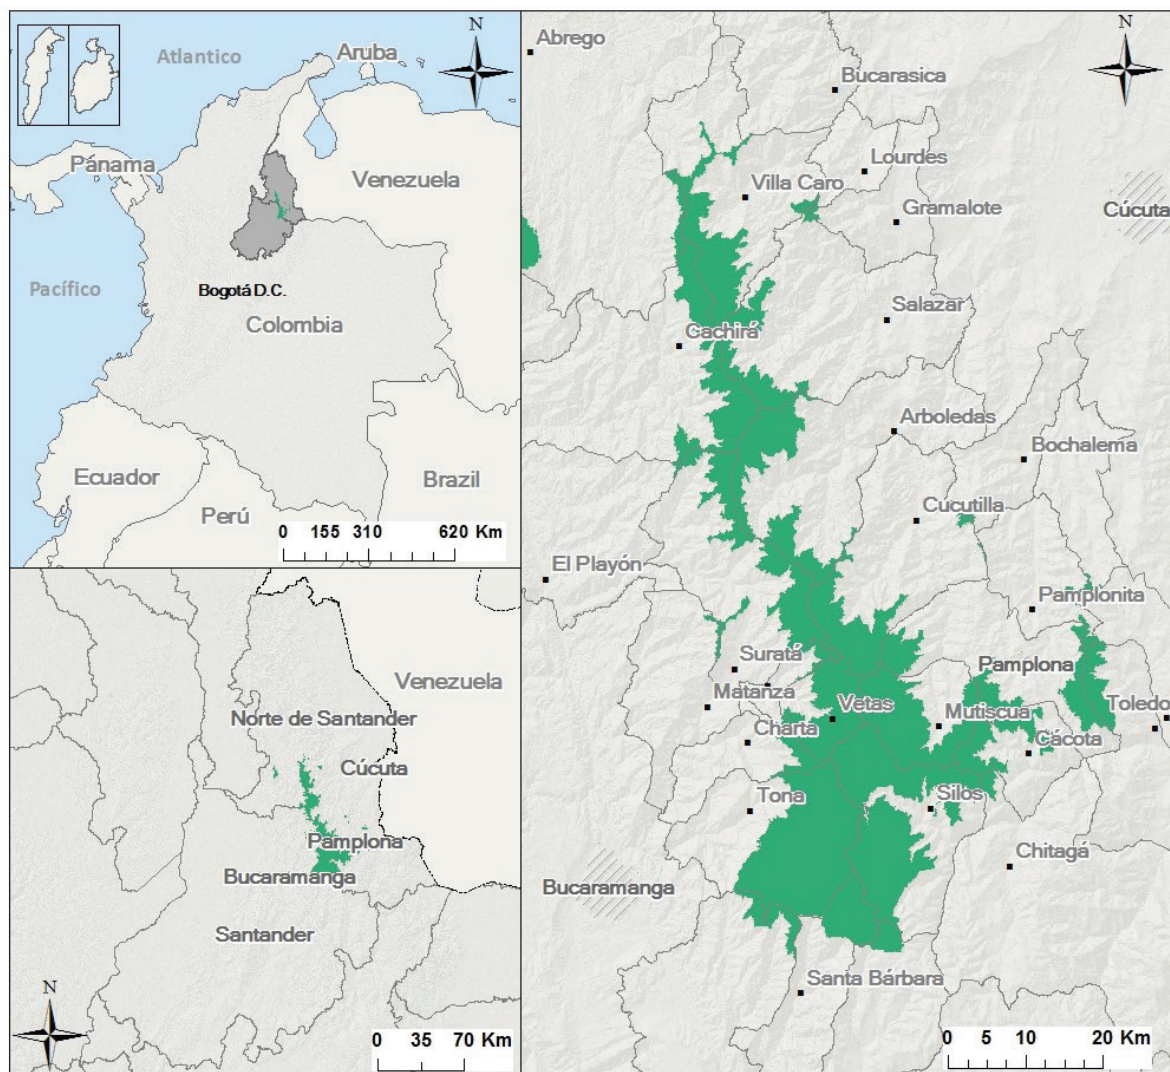 N
Atlantico
Aruba
Pánama
Venezuela
Pacífico
Bogotá D.C.
Colombia
Ecuador
Perú
Brazil
0 155 310 620 Km
Venezuela
Norte de Santander
Cúcuta
Pamplona
Bucaramanga
Santander
N
0 35 70 Km
N
Abrego
Bucarasica
Lourdes
Villa Caro
Cúcuta
Gramalote
Salazar
Cachirá
Arboledas
Bochalema
Cúcutilla
El Playón
Pamplonita
Suratá
Pamplona
Matanza
Vetas
Mutiscua
Toledo
Charta
Cácota
Tona
Silos
Chitagá
Bucaramanga
Santa Bárbara
0 5 10 20 Km